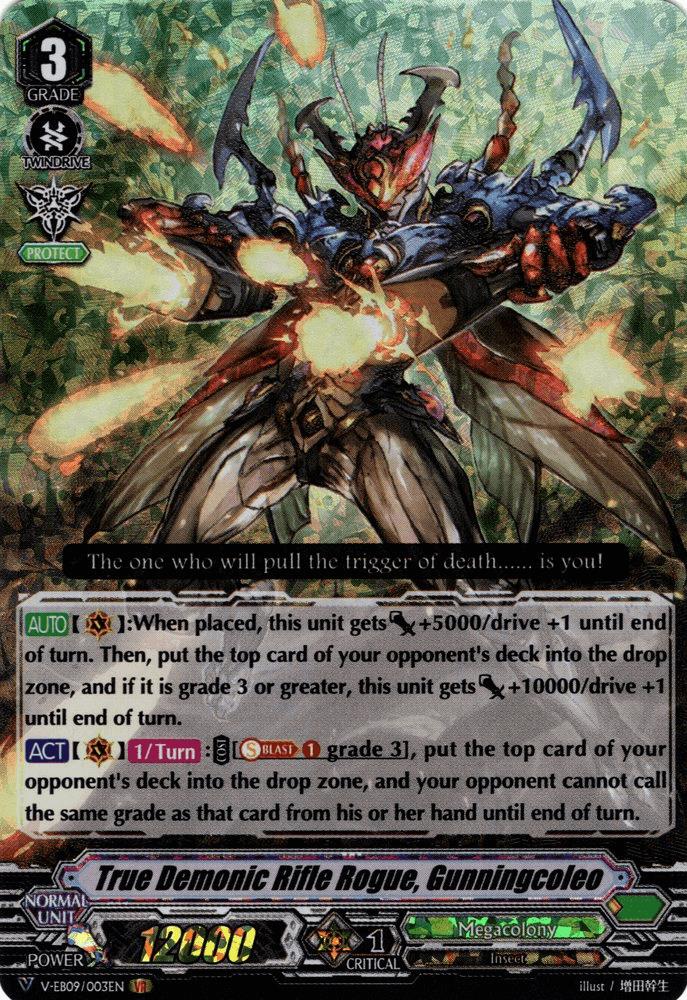 3
GRADE
TWINDRIVE
PROTECT
The one who will pull the trigger of death...... is you!
AUTO【 】:When placed, this unit gets +5000/drive +1 until end
of turn. Then, put the top card of your opponent's deck into the drop
zone, and if it is grade 3 or greater, this unit gets +10000/drive +1
until end of turn.
ACT【 】1/Turn :COST[S BLAST 1 grade 3], put the top card of your
opponent's deck into the drop zone, and your opponent cannot call
the same grade as that card from his or her hand until end of turn.
True Demonic Rifle Rogue, Gunningcoleo
NORMAL
UNIT
POWER 12000 1 CRITICAL
Megacolony
Insect
V-EB09/003EN VR illust / 増田幹生